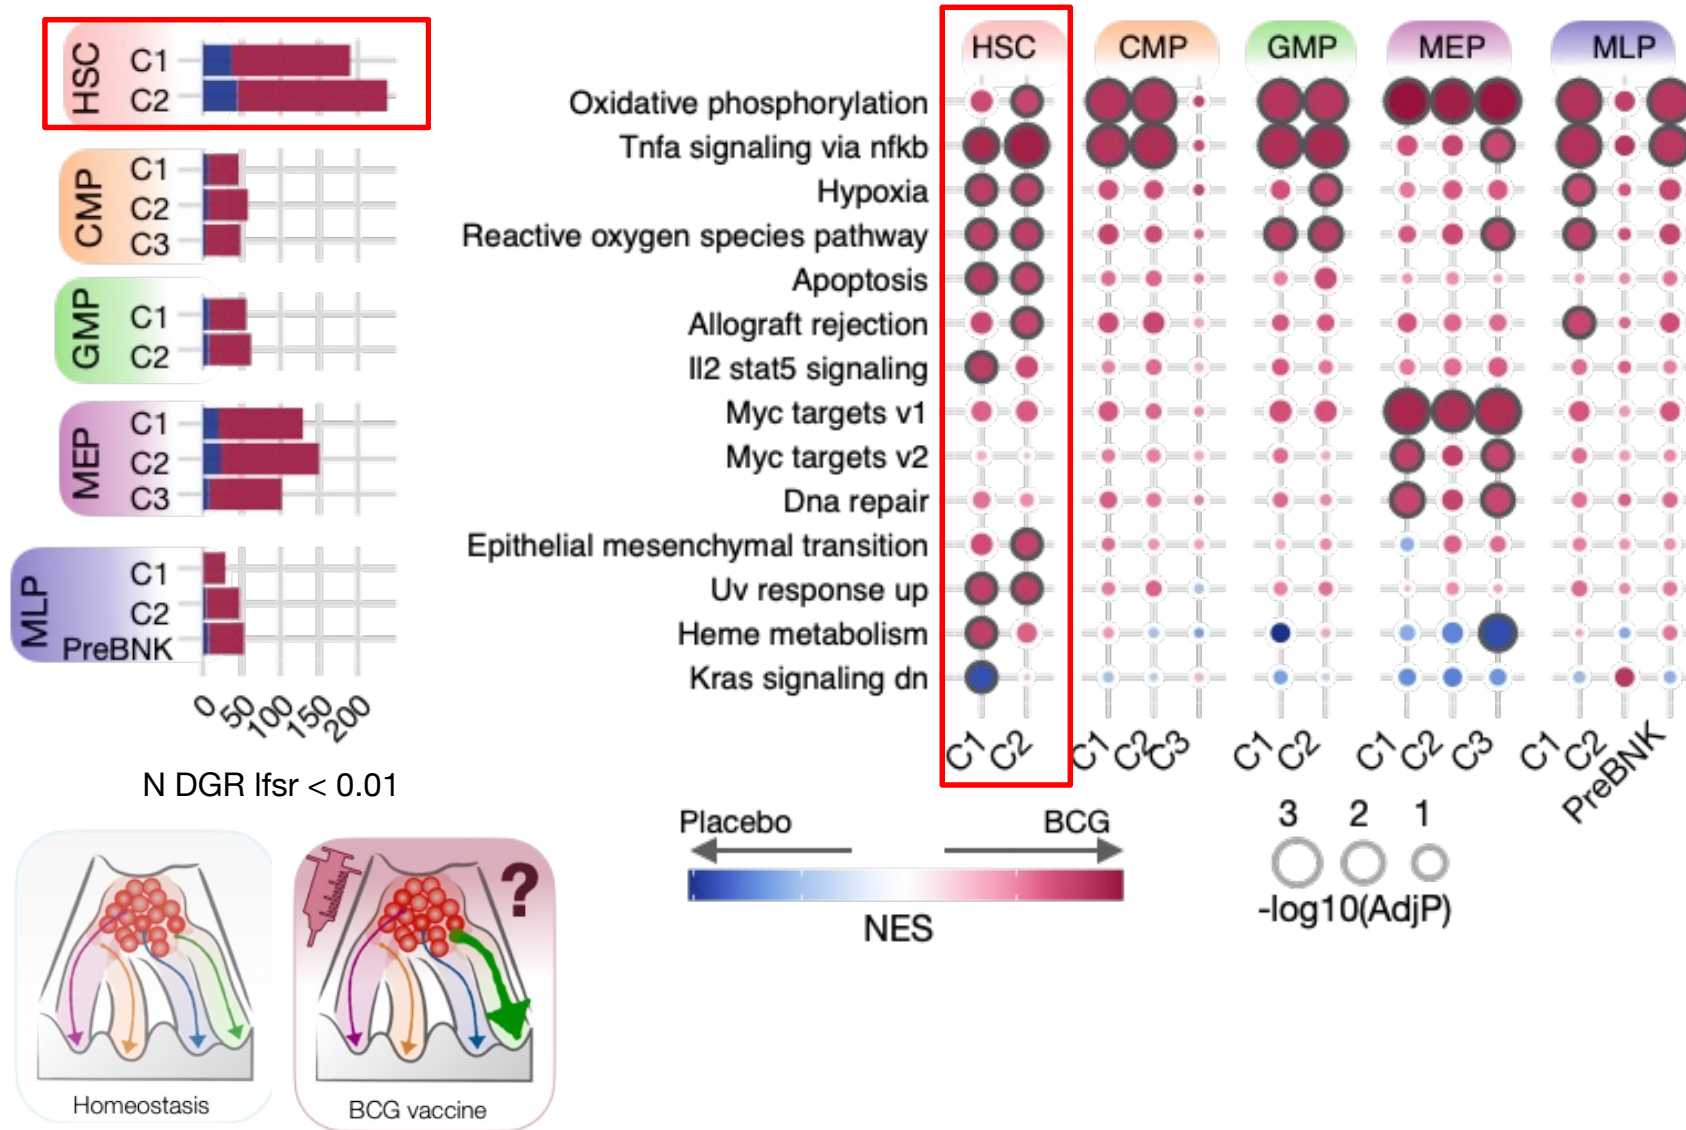 HSC
C1
C2
CMP
C1
C2
C3
GMP
C1
C2
MEP
C1
C2
C3
MLP
C1
C2
PreBNK
0 50 100 150 200
N DGR lfsr < 0.01
HSC CMP GMP MEP MLP
Oxidative phosphorylation
Tnfa signaling via nfkb
Hypoxia
Reactive oxygen species pathway
Apoptosis
Allograft rejection
Il2 stat5 signaling
Myc targets v1
Myc targets v2
Dna repair
Epithelial mesenchymal transition
Uv response up
Heme metabolism
Kras signaling dn
C1 C2 C1 C2 C3 C1 C2 C1 C2 C3 C1 C2 PreBNK
Placebo BCG
NES
3 2 1
-log10(AdjP)
?
Homeostasis
BCG vaccine